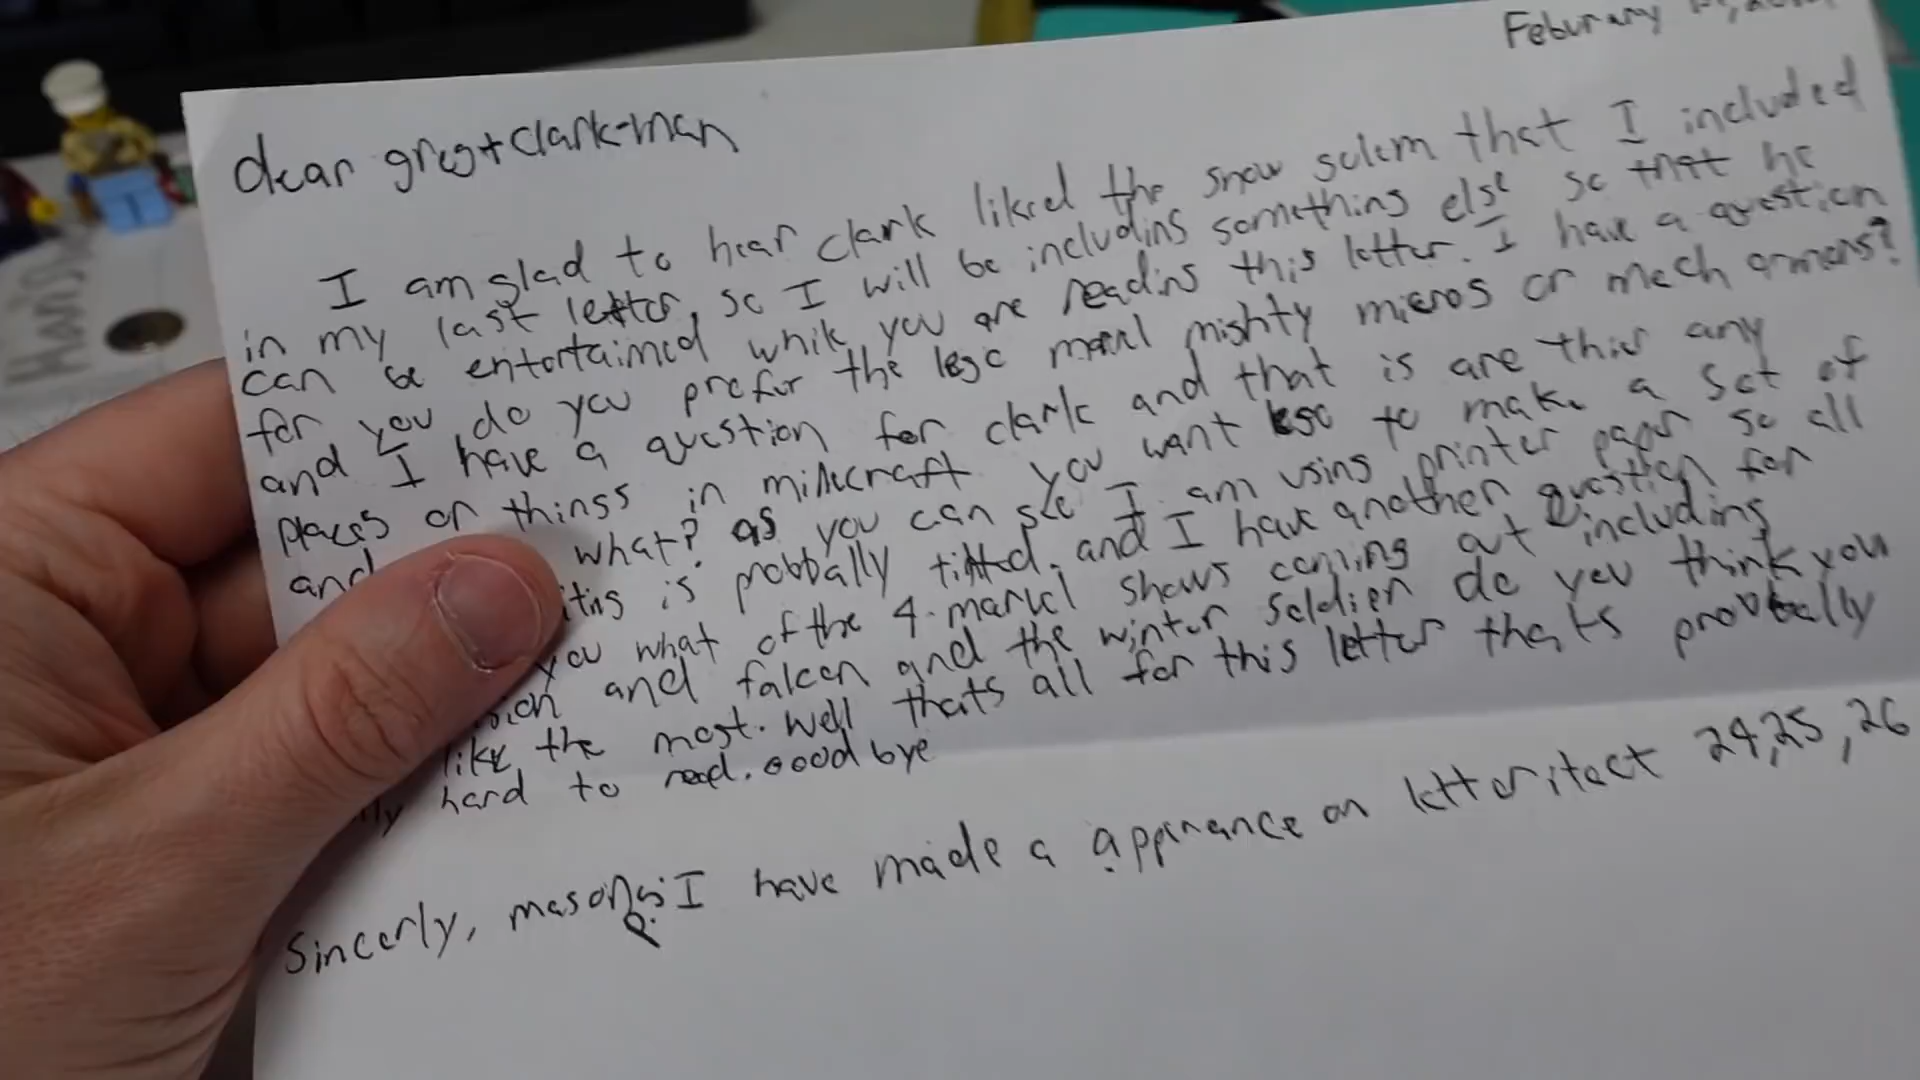 Feburary
dear greg+Clark-man
I am glad to hear clark liked the snow golem that I included
in my last letter, so I will be including something else so that he
can be entertained while you are reading this letter. I have a question
for you do you prefer the lego marvel mighty micros or mech armors?
and I have a question for clark and that is are thier any
places or things in minecraft you want lego to make a set of
and what? as you can see I am using printer paper so all
iting is probbally tilted. and I have another question for
you what of the 4 marvel shows coming out including
ision and falcon and the winter soldier do you think you
like the most. Well thats all for this letter thats probbally
ly hard to read. Good bye
Sincerly, mason I have made a apperance on letteritect 24,25,26
Hans